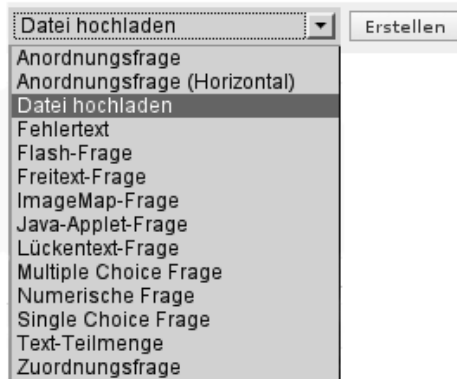 Datei hochladen Erstellen
Anordnungsfrage
Anordnungsfrage (Horizontal)
Datei hochladen
Fehlertext
Flash-Frage
Freitext-Frage
ImageMap-Frage
Java-Applet-Frage
Lückentext-Frage
Multiple Choice Frage
Numerische Frage
Single Choice Frage
Text-Teilmenge
Zuordnungsfrage